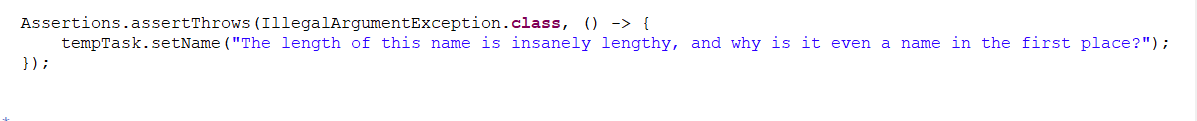 Assertions.assertThrows(IllegalArgumentException.class, () -> {
    tempTask.setName("The length of this name is insanely lengthy, and why is it even a name in the first place?");
});